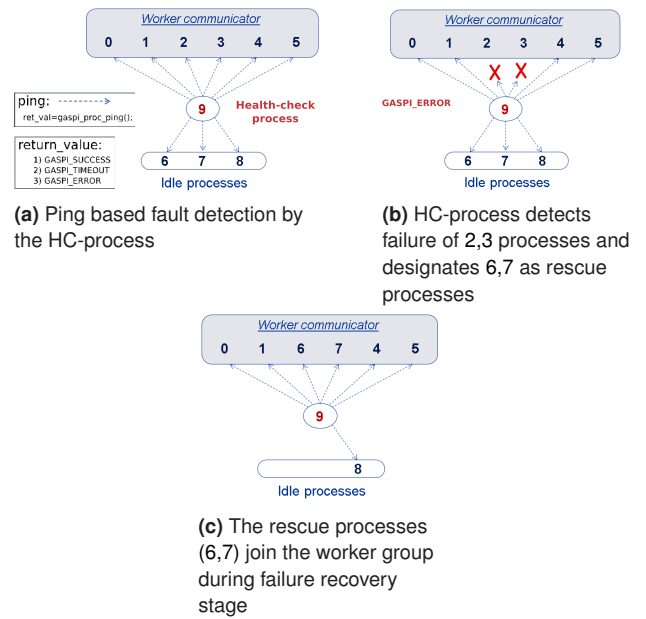 Worker communicator
0 1 2 3 4 5
ping:
ret_val=gaspi_proc_ping();
9
Health-check
process
return_value:
1) GASPI_SUCCESS
2) GASPI_TIMEOUT
3) GASPI_ERROR
6 7 8
Idle processes
(a) Ping based fault detection by
the HC-process
Worker communicator
0 1 2 3 4 5
X X
GASPI_ERROR
9
6 7 8
Idle processes
(b) HC-process detects
failure of 2,3 processes and
designates 6,7 as rescue
processes
Worker communicator
0 1 6 7 4 5
9
8
Idle processes
(c) The rescue processes
(6,7) join the worker group
during failure recovery
stage